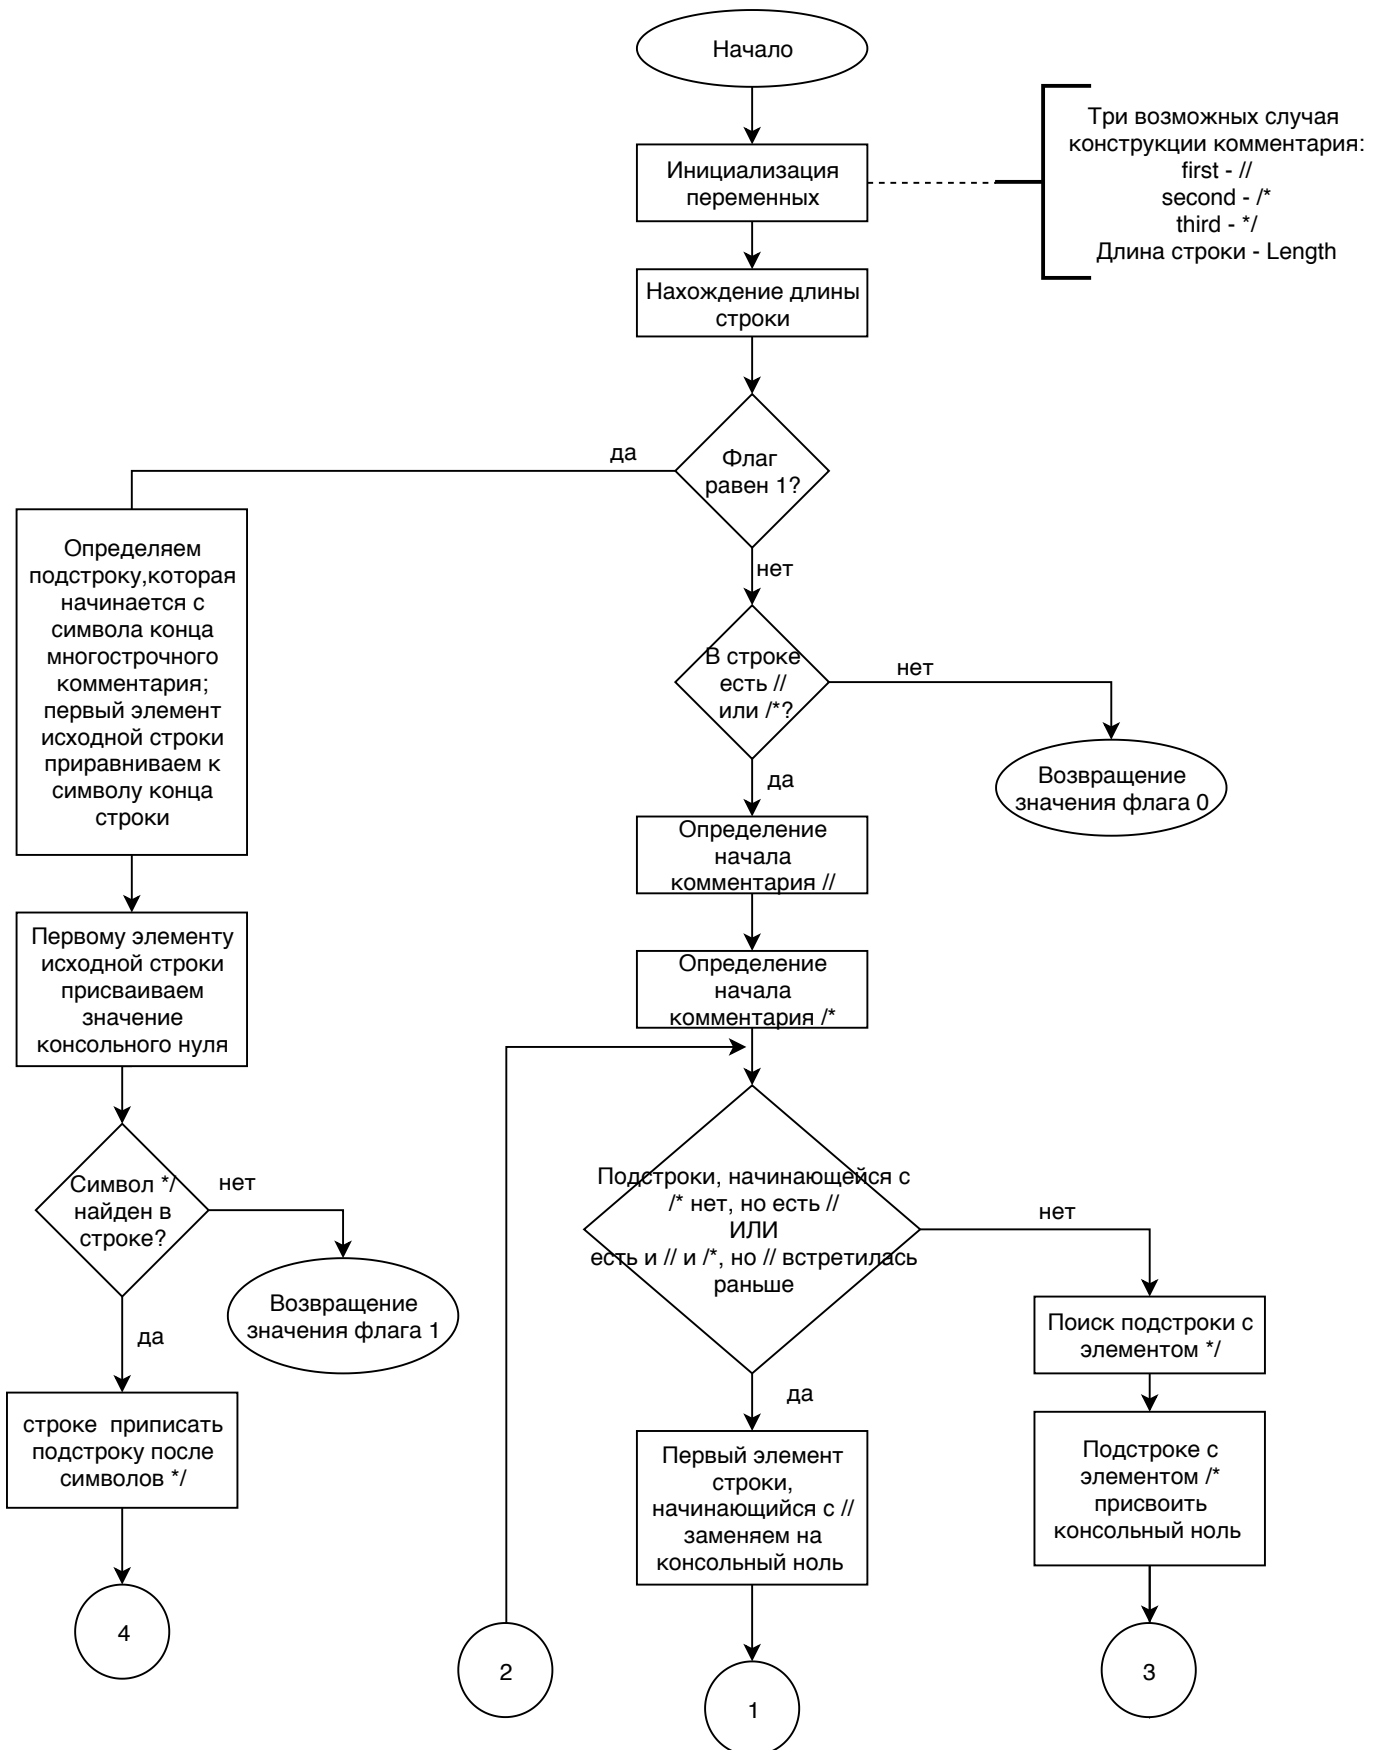 Начало
Три возможных случая
конструкции комментария:
first - //
second - /*
third - */
Длина строки - Length
Инициализация
переменных
Нахождение длины
строки
Флаг
равен 1?
да
нет
Определяем
подстроку,которая
начинается с
символа конца
многострочного
комментария;
первый элемент
исходной строки
приравниваем к
символу конца
строки
В строке
есть //
или /*?
нет
да
Возвращение
значения флага 0
Определение
начала
комментария //
Первому элементу
исходной строки
присваиваем
значение
консольного нуля
Определение
начала
комментария /*
Символ */
найден в
строке?
нет
да
Возвращение
значения флага 1
Подстроки, начинающейся с
/* нет, но есть //
ИЛИ
есть и // и /*, но // встретилась
раньше
нет
да
Поиск подстроки с
элементом */
строке  приписать
подстроку после
символов */
Первый элемент
строки,
начинающийся с //
заменяем на
консольный ноль
Подстроке с
элементом /*
присвоить
консольный ноль
4
2
1
3